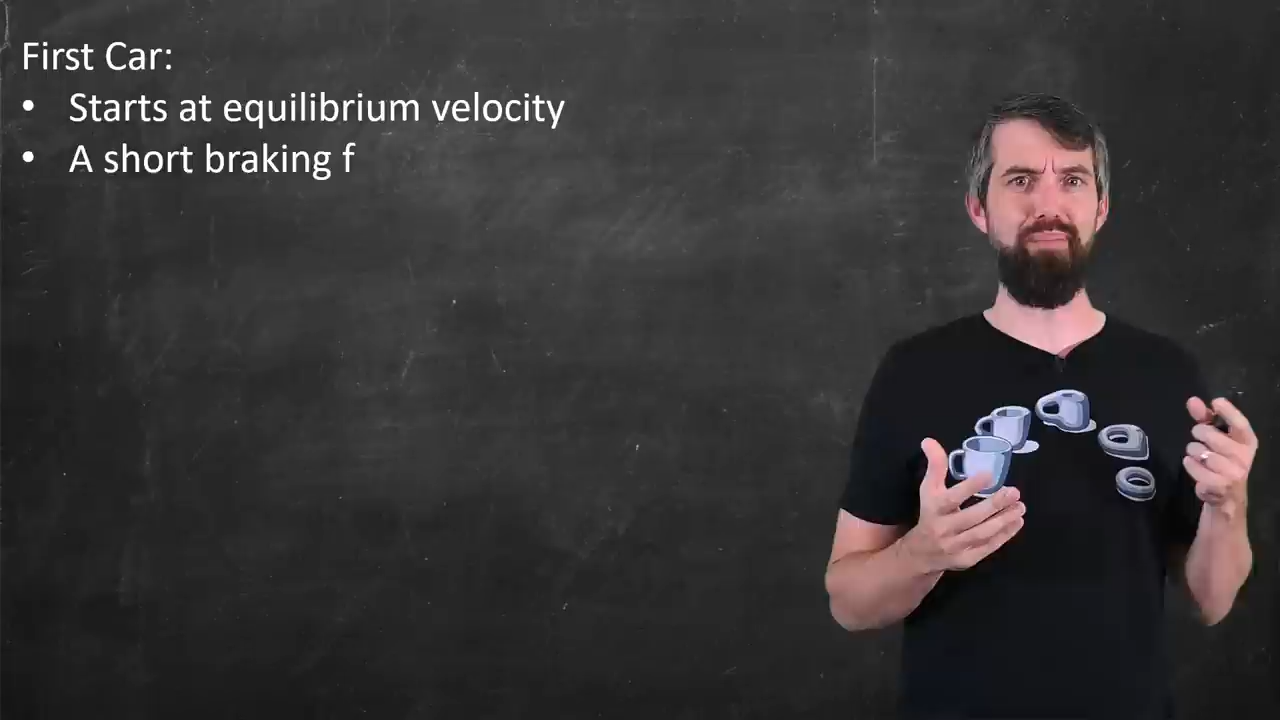 First Car:
• Starts at equilibrium velocity
• A short braking f